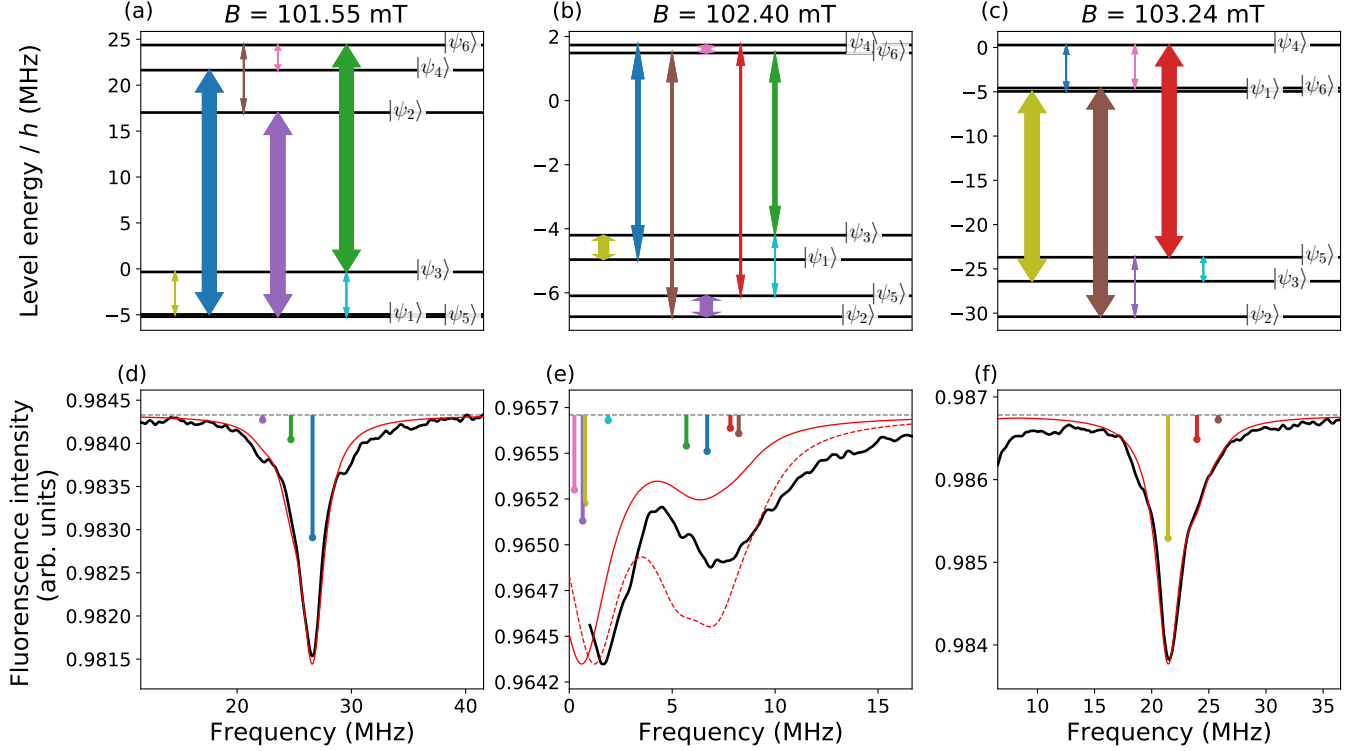 (a) B = 101.55 mT
(b) B = 102.40 mT
(c) B = 103.24 mT
Level energy / h (MHz)
25
20
15
10
5
0
−5
|ψ6⟩
|ψ4⟩
|ψ2⟩
|ψ3⟩
|ψ1⟩ |ψ5⟩
2
0
−2
−4
−6
|ψ4⟩ |ψ6⟩
|ψ3⟩
|ψ1⟩
|ψ5⟩
|ψ2⟩
0
−5
−10
−15
−20
−25
−30
|ψ4⟩
|ψ1⟩ |ψ6⟩
|ψ5⟩
|ψ3⟩
|ψ2⟩
(d)
Fluorenscence intensity
(arb. units)
0.9845
0.9840
0.9835
0.9830
0.9825
0.9820
0.9815
20 30 40
Frequency (MHz)
(e)
0.9657
0.9655
0.9652
0.9650
0.9647
0.9645
0.9642
0 5 10 15
Frequency (MHz)
(f)
0.987
0.986
0.985
0.984
10 15 20 25 30 35
Frequency (MHz)